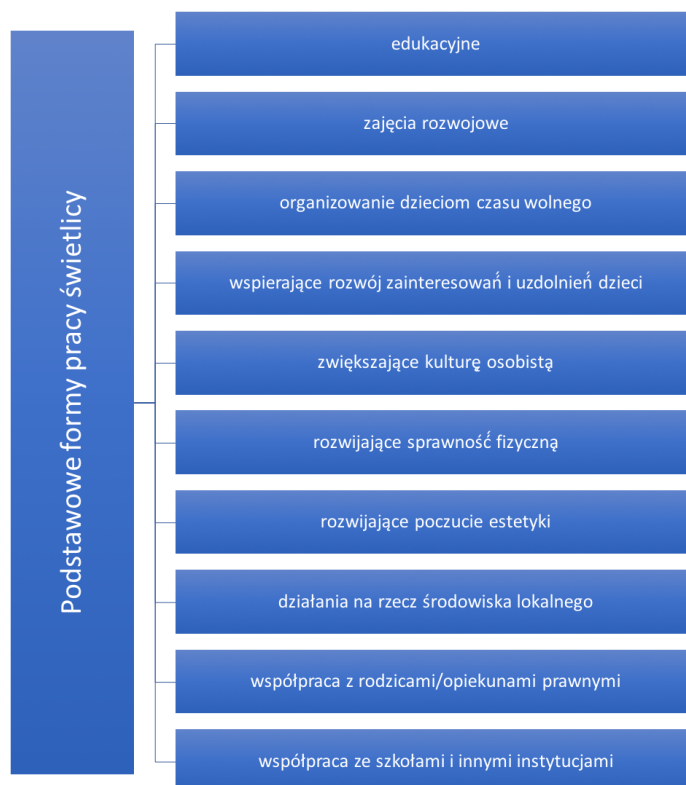 Podstawowe formy pracy świetlicy
edukacyjne
zajęcia rozwojowe
organizowanie dzieciom czasu wolnego
wspierające rozwój zainteresowań i uzdolnień dzieci
zwiększające kulturę osobistą
rozwijające sprawność fizyczną
rozwijające poczucie estetyki
działania na rzecz środowiska lokalnego
współpraca z rodzicami/opiekunami prawnymi
współpraca ze szkołami i innymi instytucjami